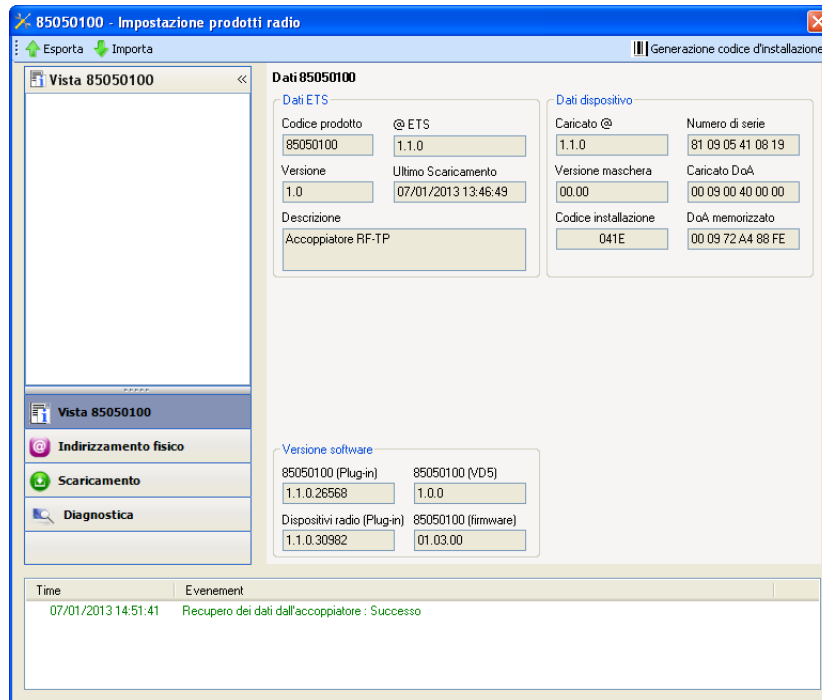 85050100 - Impostazione prodotti radio
Esporta Importa Generazione codice d'installazione
Vista 85050100 «
Dati 85050100
Dati ETS
Codice prodotto @ ETS
85050100 1.1.0
Versione Ultimo Scaricamento
1.0 07/01/2013 13:46:49
Descrizione
Accoppiatore RF-TP
Dati dispositivo
Caricato @ Numero di serie
1.1.0 81 09 05 41 08 19
Versione maschera Caricato DoA
00.00 00 09 00 40 00 00
Codice installazione DoA memorizzato
041E 00 09 72 A4 88 FE
Vista 85050100
Indirizzamento fisico
Scaricamento
Diagnostica
Versione software
85050100 (Plug-in) 85050100 (VD5)
1.1.0.26568 1.0.0
Dispositivi radio (Plug-in) 85050100 (firmware)
1.1.0.30982 01.03.00
Time Evenement
07/01/2013 14:51:41 Recupero dei dati dall'accoppiatore : Successo